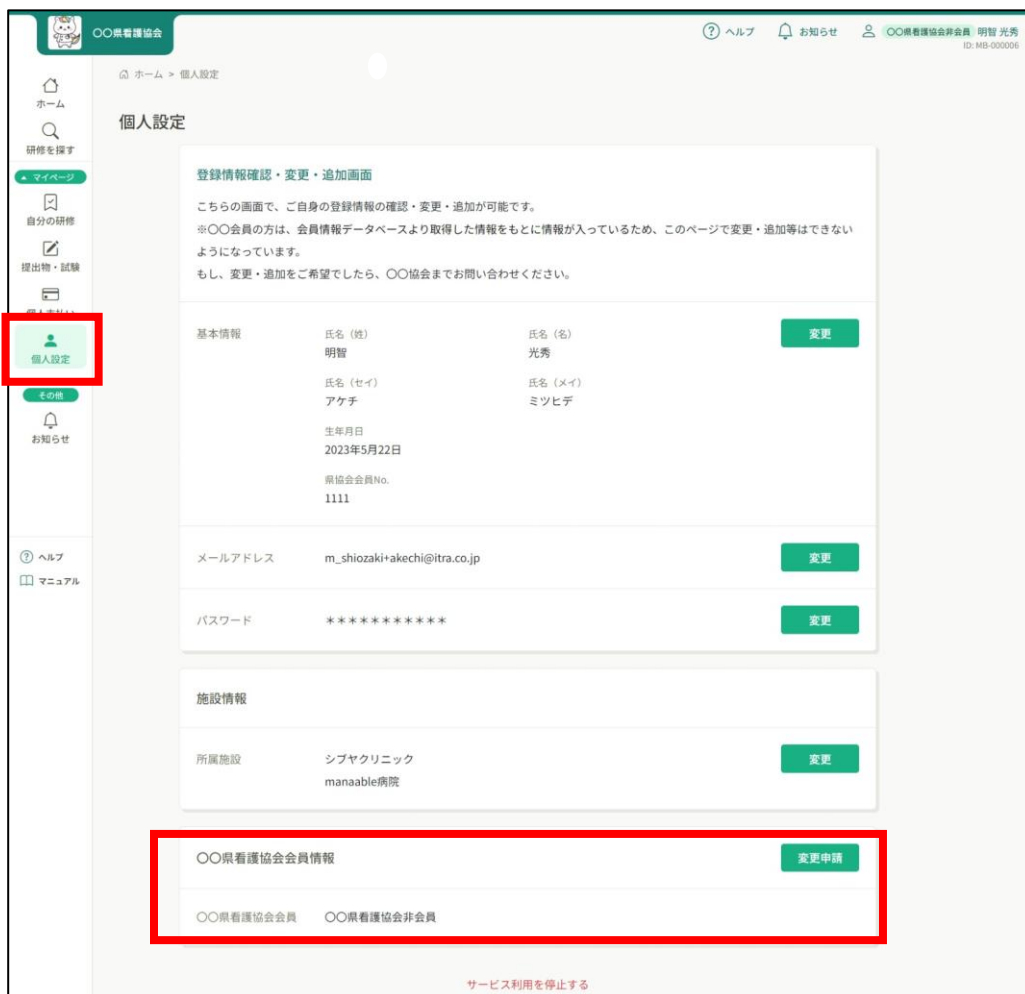 〇〇県看護協会
ヘルプ
お知らせ
〇〇県看護協会非会員 明智 光秀
ID: MB-000006
ホーム > 個人設定
ホーム
研修を探す
マイページ
自分の研修
提出物・試験
個人設定
その他
お知らせ
ヘルプ
マニュアル
個人設定
登録情報確認・変更・追加画面
こちらの画面で、ご自身の登録情報の確認・変更・追加が可能です。
※〇〇会員の方は、会員情報データベースより取得した情報をもとに情報が入っているため、このページで変更・追加等はできない
ようになっています。
もし、変更・追加をご希望でしたら、〇〇協会までお問い合わせください。
基本情報
氏名（姓） 氏名（名）
明智 光秀
変更
氏名（セイ） 氏名（メイ）
アケチ ミツヒデ
生年月日
2023年5月22日
県協会会員No.
1111
メールアドレス m_shiozaki+akechi@itra.co.jp 変更
パスワード ＊＊＊＊＊＊＊＊＊＊＊ 変更
施設情報
所属施設 シブヤクリニック 変更
manaable病院
〇〇県看護協会会員情報 変更申請
〇〇県看護協会会員 〇〇県看護協会非会員
サービス利用を停止する